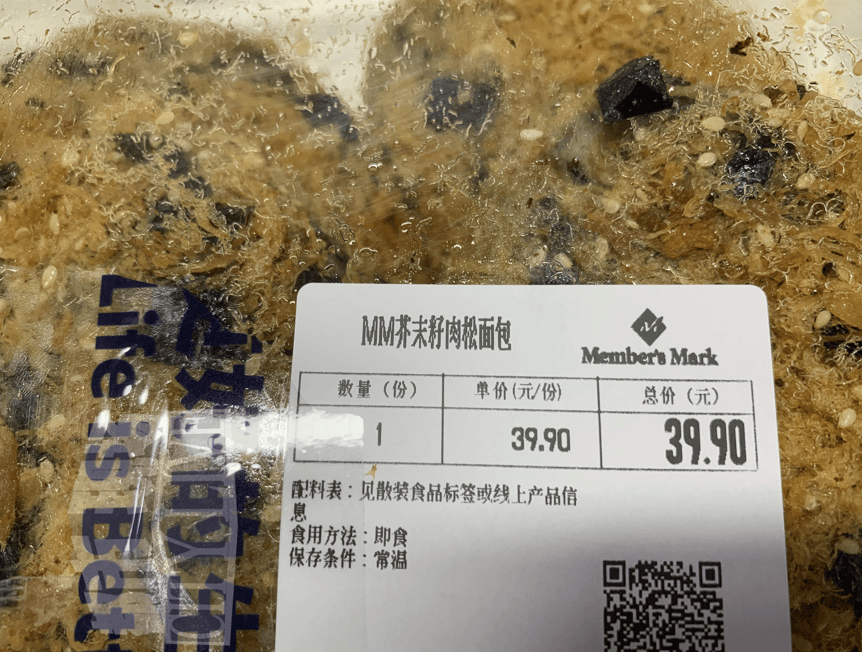 MM芥末籽肉松面包
Member's Mark
数量（份） 单价(元/份) 总价（元）
1 39.90 39.90
配料表：见散装食品标签或线上产品信
息
食用方法：即食
保存条件：常温
Life is Bet